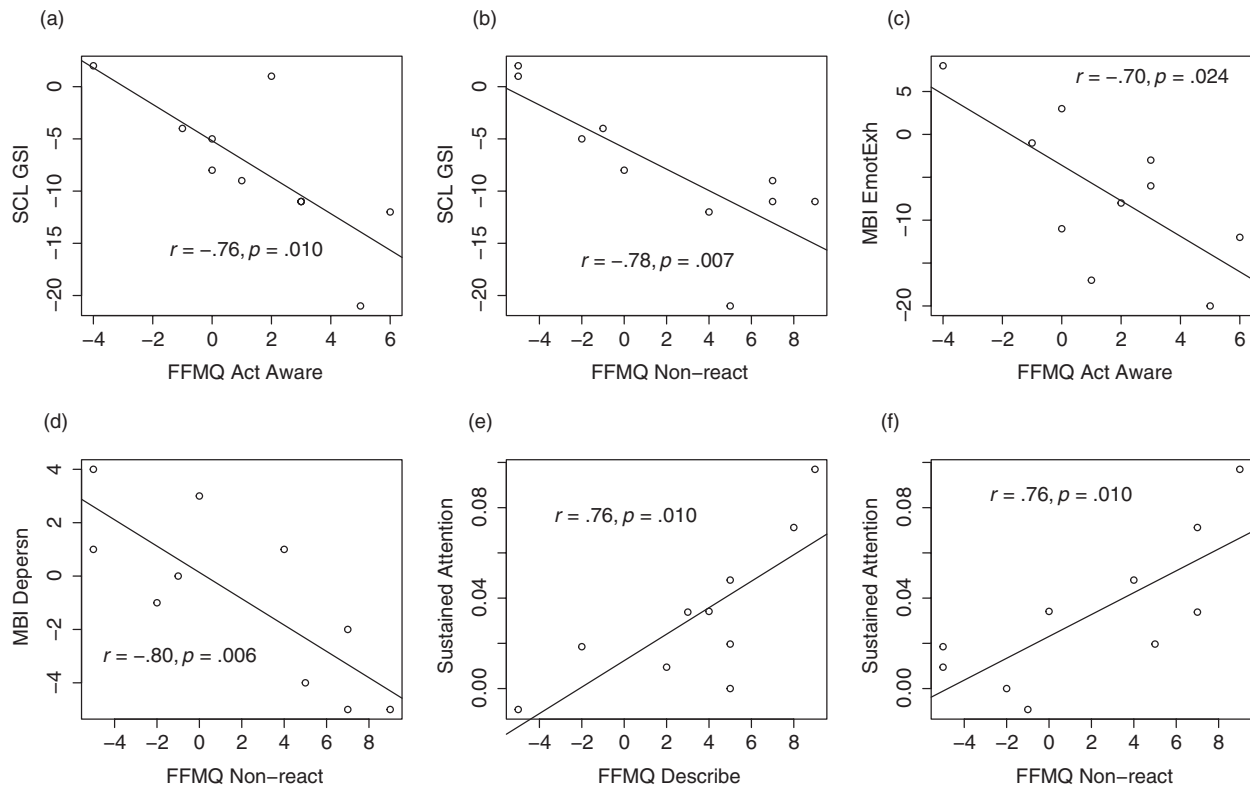 (a)
SCL GSI
0
−5
−10
−15
−20
r = −.76, p = .010
−4 −2 0 2 4 6
FFMQ Act Aware
(b)
SCL GSI
0
−5
−10
−15
−20
r = −.78, p = .007
−4 −2 0 2 4 6 8
FFMQ Non−react
(c)
MBI EmotExh
5
0
−10
−20
r = −.70, p = .024
−4 −2 0 2 4 6
FFMQ Act Aware
(d)
MBI Depersn
4
2
0
−2
−4
r = −.80, p = .006
−4 −2 0 2 4 6 8
FFMQ Non−react
(e)
Sustained Attention
0.08
0.04
0.00
r = .76, p = .010
−4 −2 0 2 4 6 8
FFMQ Describe
(f)
Sustained Attention
0.08
0.04
0.00
r = .76, p = .010
−4 −2 0 2 4 6 8
FFMQ Non−react